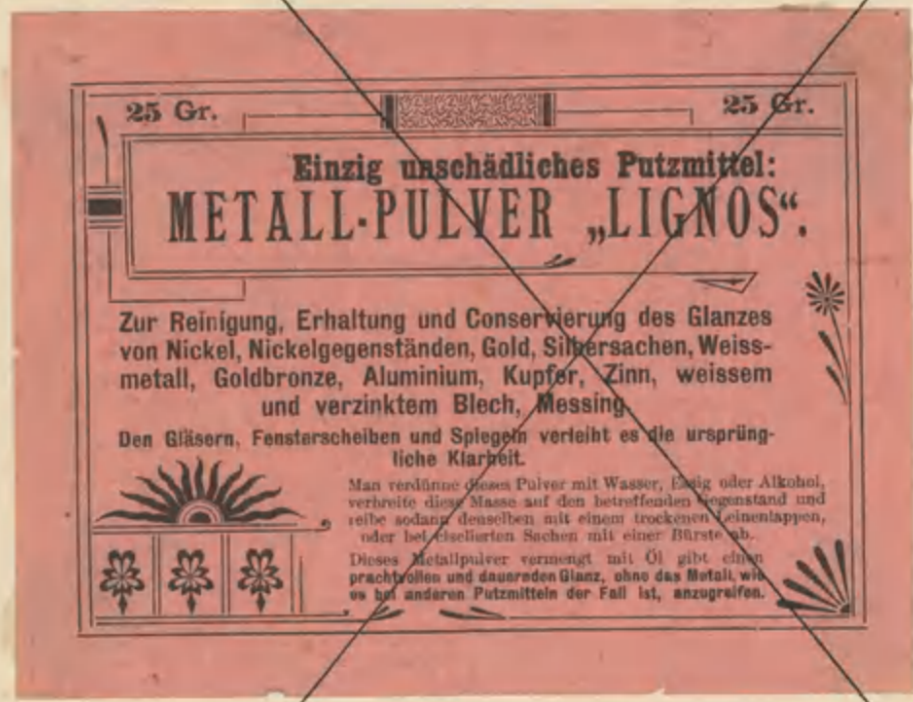 25 Gr. 25 Gr.
Einzig unschädliches Putzmittel:
METALL-PULVER „LIGNOS“.
Zur Reinigung, Erhaltung und Conservierung des Glanzes
von Nickel, Nickelgegenständen, Gold, Silbersachen, Weiss-
metall, Goldbronze, Aluminium, Kupfer, Zinn, weissem
und verzinktem Blech, Messing.
Den Gläsern, Fensterscheiben und Spiegeln verleiht es die ursprüng-
liche Klarheit.
Man verdünne dieses Pulver mit Wasser, Essig oder Alkohol,
verbreite diese Masse auf den betreffenden Gegenstand und
reibe sodann denselben mit einem trockenen Leinenlappen,
oder bei ciselierten Sachen mit einer Bürste ab.
Dieses Metallpulver vermengt mit Öl gibt einen
prachtvollen und dauernden Glanz, ohne das Metall, wie
es bei anderen Putzmitteln der Fall ist, anzugreifen.